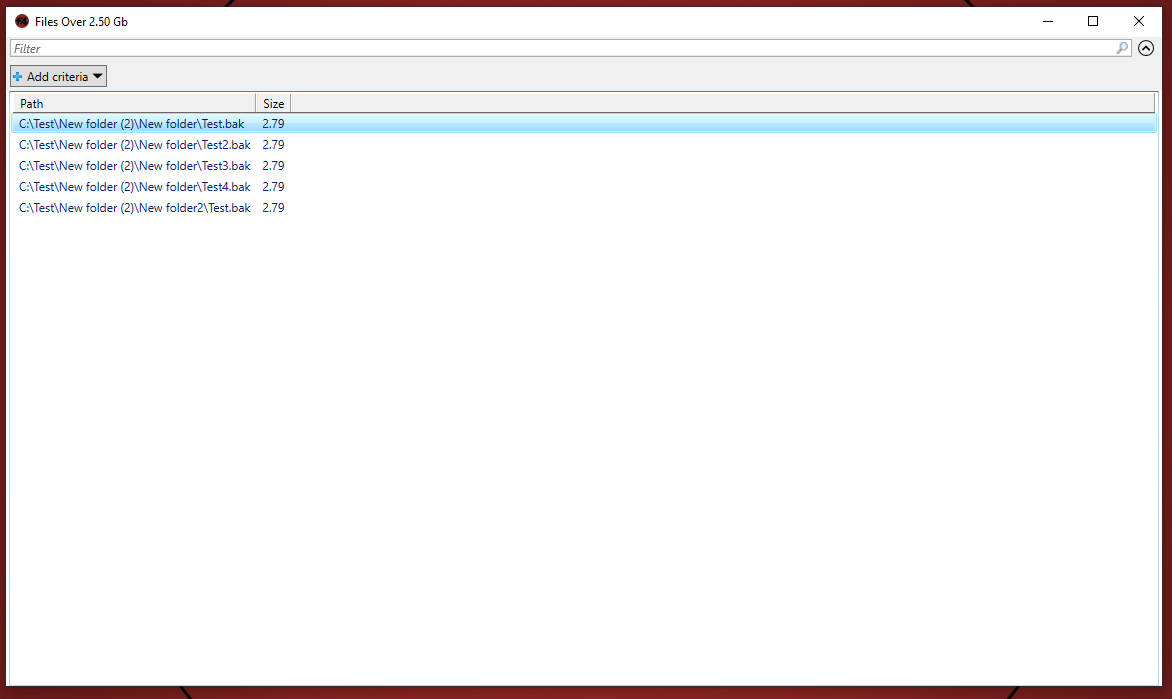 Files Over 2.50 Gb
Filter
Add criteria
Path Size
C:\Test\New folder (2)\New folder\Test.bak 2.79
C:\Test\New folder (2)\New folder\Test2.bak 2.79
C:\Test\New folder (2)\New folder\Test3.bak 2.79
C:\Test\New folder (2)\New folder\Test4.bak 2.79
C:\Test\New folder (2)\New folder2\Test.bak 2.79